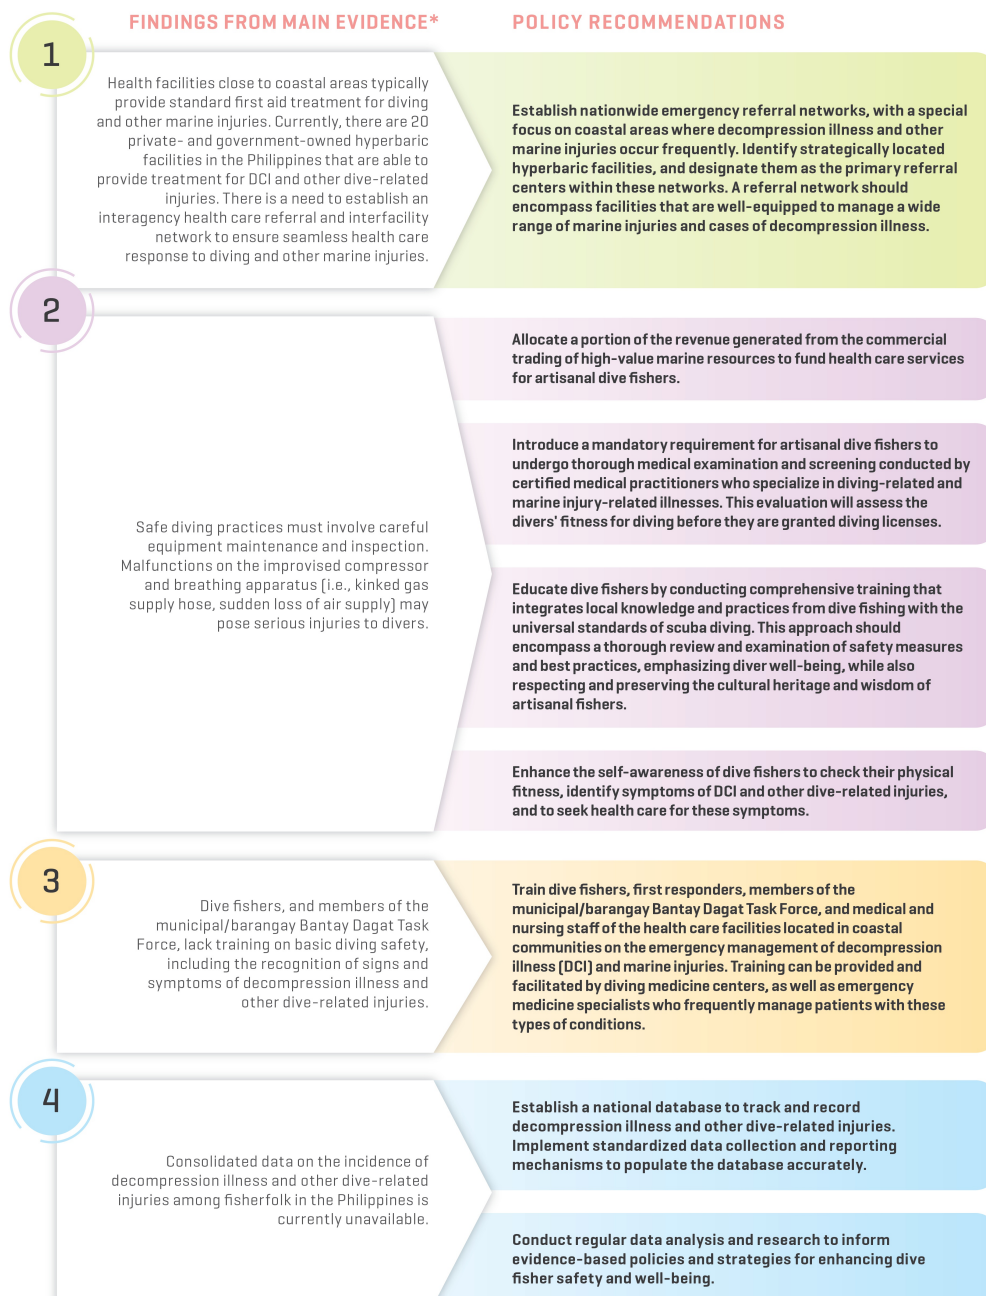 FINDINGS FROM MAIN EVIDENCE*
POLICY RECOMMENDATIONS
1
Health facilities close to coastal areas typically
provide standard first aid treatment for diving
and other marine injuries. Currently, there are 20
private- and government-owned hyperbaric
facilities in the Philippines that are able to
provide treatment for DCI and other dive-related
injuries. There is a need to establish an
interagency health care referral and interfacility
network to ensure seamless health care
response to diving and other marine injuries.
Establish nationwide emergency referral networks, with a special
focus on coastal areas where decompression illness and other
marine injuries occur frequently. Identify strategically located
hyperbaric facilities, and designate them as the primary referral
centers within these networks. A referral network should
encompass facilities that are well-equipped to manage a wide
range of marine injuries and cases of decompression illness.
2
Safe diving practices must involve careful
equipment maintenance and inspection.
Malfunctions on the improvised compressor
and breathing apparatus (i.e., kinked gas
supply hose, sudden loss of air supply) may
pose serious injuries to divers.
Allocate a portion of the revenue generated from the commercial
trading of high-value marine resources to fund health care services
for artisanal dive fishers.
Introduce a mandatory requirement for artisanal dive fishers to
undergo thorough medical examination and screening conducted by
certified medical practitioners who specialize in diving-related and
marine injury-related illnesses. This evaluation will assess the
divers' fitness for diving before they are granted diving licenses.
Educate dive fishers by conducting comprehensive training that
integrates local knowledge and practices from dive fishing with the
universal standards of scuba diving. This approach should
encompass a thorough review and examination of safety measures
and best practices, emphasizing diver well-being, while also
respecting and preserving the cultural heritage and wisdom of
artisanal fishers.
Enhance the self-awareness of dive fishers to check their physical
fitness, identify symptoms of DCI and other dive-related injuries,
and to seek health care for these symptoms.
3
Dive fishers, and members of the
municipal/barangay Bantay Dagat Task
Force, lack training on basic diving safety,
including the recognition of signs and
symptoms of decompression illness and
other dive-related injuries.
Train dive fishers, first responders, members of the
municipal/barangay Bantay Dagat Task Force, and medical and
nursing staff of the health care facilities located in coastal
communities on the emergency management of decompression
illness (DCI) and marine injuries. Training can be provided and
facilitated by diving medicine centers, as well as emergency
medicine specialists who frequently manage patients with these
types of conditions.
4
Consolidated data on the incidence of
decompression illness and other dive-related
injuries among fisherfolk in the Philippines is
currently unavailable.
Establish a national database to track and record
decompression illness and other dive-related injuries.
Implement standardized data collection and reporting
mechanisms to populate the database accurately.
Conduct regular data analysis and research to inform
evidence-based policies and strategies for enhancing dive
fisher safety and well-being.